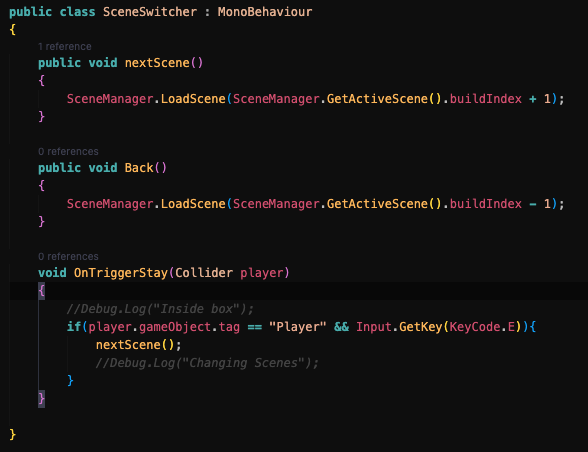 public class SceneSwitcher : MonoBehaviour
{
1 reference
public void nextScene()
{
SceneManager.LoadScene(SceneManager.GetActiveScene().buildIndex + 1);
}
0 references
public void Back()
{
SceneManager.LoadScene(SceneManager.GetActiveScene().buildIndex - 1);
}
0 references
void OnTriggerStay(Collider player)
{
//Debug.Log("Inside box");
if(player.gameObject.tag == "Player" && Input.GetKey(KeyCode.E)){
nextScene();
//Debug.Log("Changing Scenes");
}
}
}